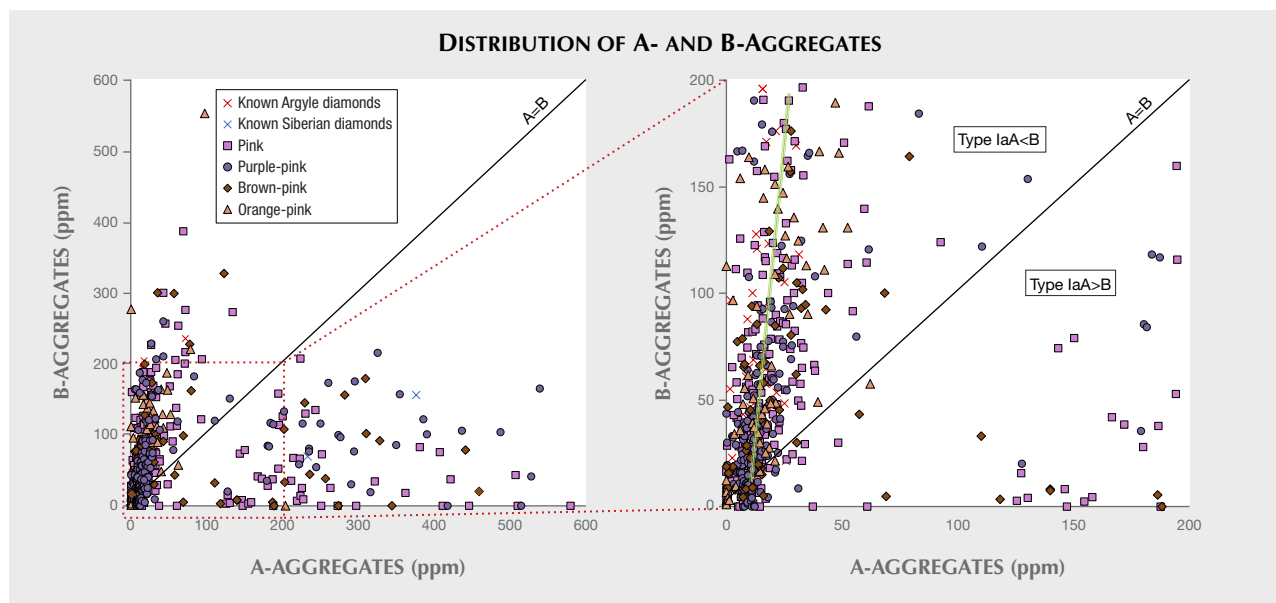 DISTRIBUTION OF A- AND B-AGGREGATES
600
500
400
300
200
100
0
0
100
200
300
400
500
600
B-AGGREGATES (ppm)
A-AGGREGATES (ppm)
A=B
Known Argyle diamonds
Known Siberian diamonds
Pink
Purple-pink
Brown-pink
Orange-pink
200
150
100
50
0
0
50
100
150
200
B-AGGREGATES (ppm)
A-AGGREGATES (ppm)
A=B
Type IaA<B
Type IaA>B